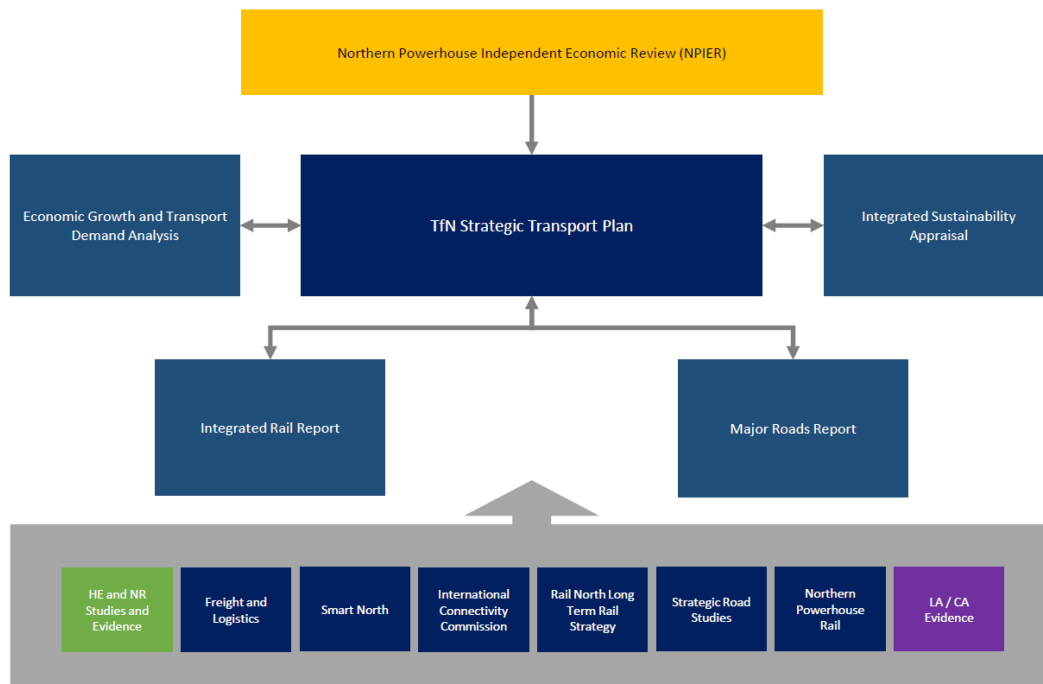 Northern Powerhouse Independent Economic Review (NPIER)
Economic Growth and Transport
Demand Analysis
TfN Strategic Transport Plan
Integrated Sustainability
Appraisal
Integrated Rail Report
Major Roads Report
HE and NR
Studies and
Evidence
Freight and
Logistics
Smart North
International
Connectivity
Commission
Rail North Long
Term Rail
Strategy
Strategic Road
Studies
Northern
Powerhouse
Rail
LA / CA
Evidence